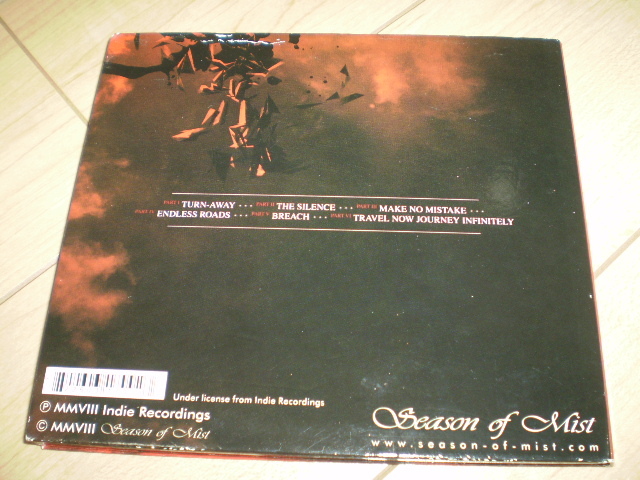 PART I TURN-AWAY ••• PART II THE SILENCE ••• PART III MAKE NO MISTAKE •••
PART IV ENDLESS ROADS ••• PART V BREACH ••• PART VI TRAVEL NOW JOURNEY INFINITELY
Under license from Indie Recordings
℗ MMVIII Indie Recordings
© MMVIII Season of Mist
Season of Mist
www.season-of-mist.com